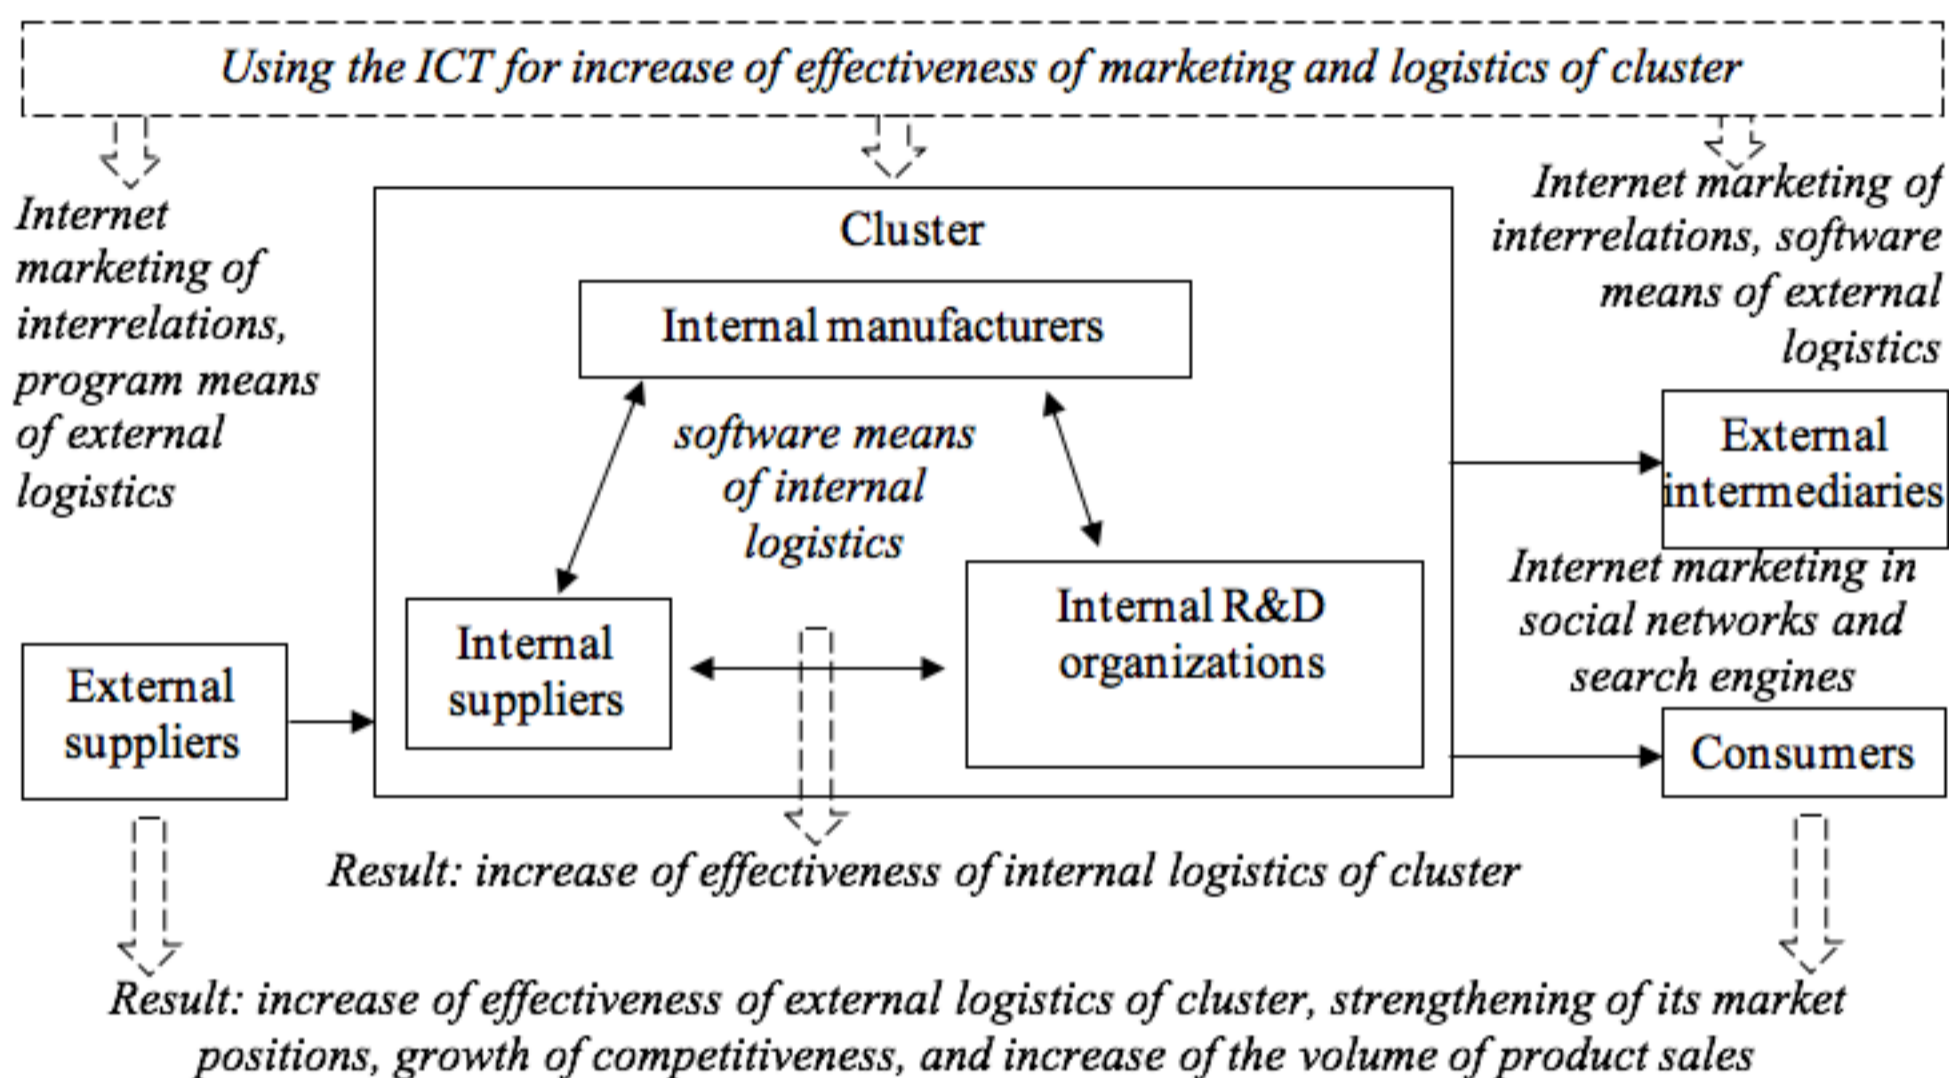 Using the ICT for increase of effectiveness of marketing and logistics of cluster
Internet
marketing of
interrelations,
program means
of external
logistics
Cluster
Internal manufacturers
software means
of internal
logistics
Internal
suppliers
Internal R&D
organizations
External
suppliers
Internet marketing of
interrelations, software
means of external
logistics
External
intermediaries
Internet marketing in
social networks and
search engines
Consumers
Result: increase of effectiveness of internal logistics of cluster
Result: increase of effectiveness of external logistics of cluster, strengthening of its market
positions, growth of competitiveness, and increase of the volume of product sales